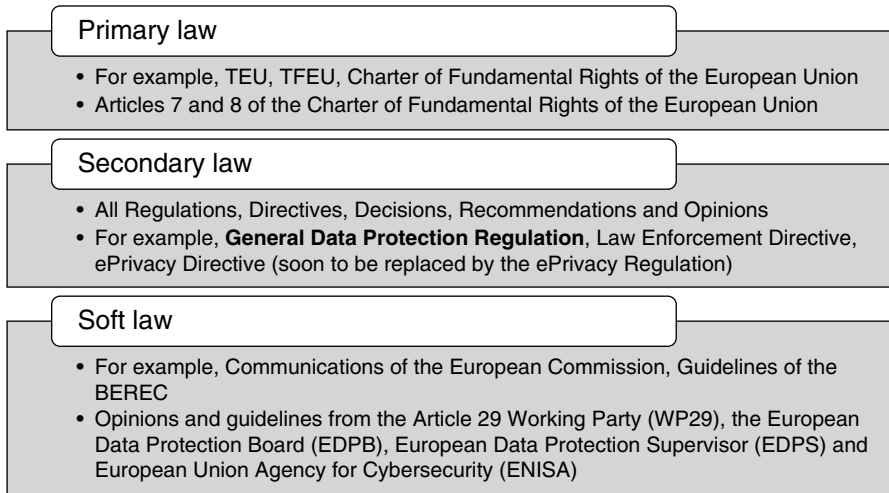 Primary law
• For example, TEU, TFEU, Charter of Fundamental Rights of the European Union
• Articles 7 and 8 of the Charter of Fundamental Rights of the European Union
Secondary law
• All Regulations, Directives, Decisions, Recommendations and Opinions
• For example, General Data Protection Regulation, Law Enforcement Directive,
ePrivacy Directive (soon to be replaced by the ePrivacy Regulation)
Soft law
• For example, Communications of the European Commission, Guidelines of the
BEREC
• Opinions and guidelines from the Article 29 Working Party (WP29), the European
Data Protection Board (EDPB), European Data Protection Supervisor (EDPS) and
European Union Agency for Cybersecurity (ENISA)